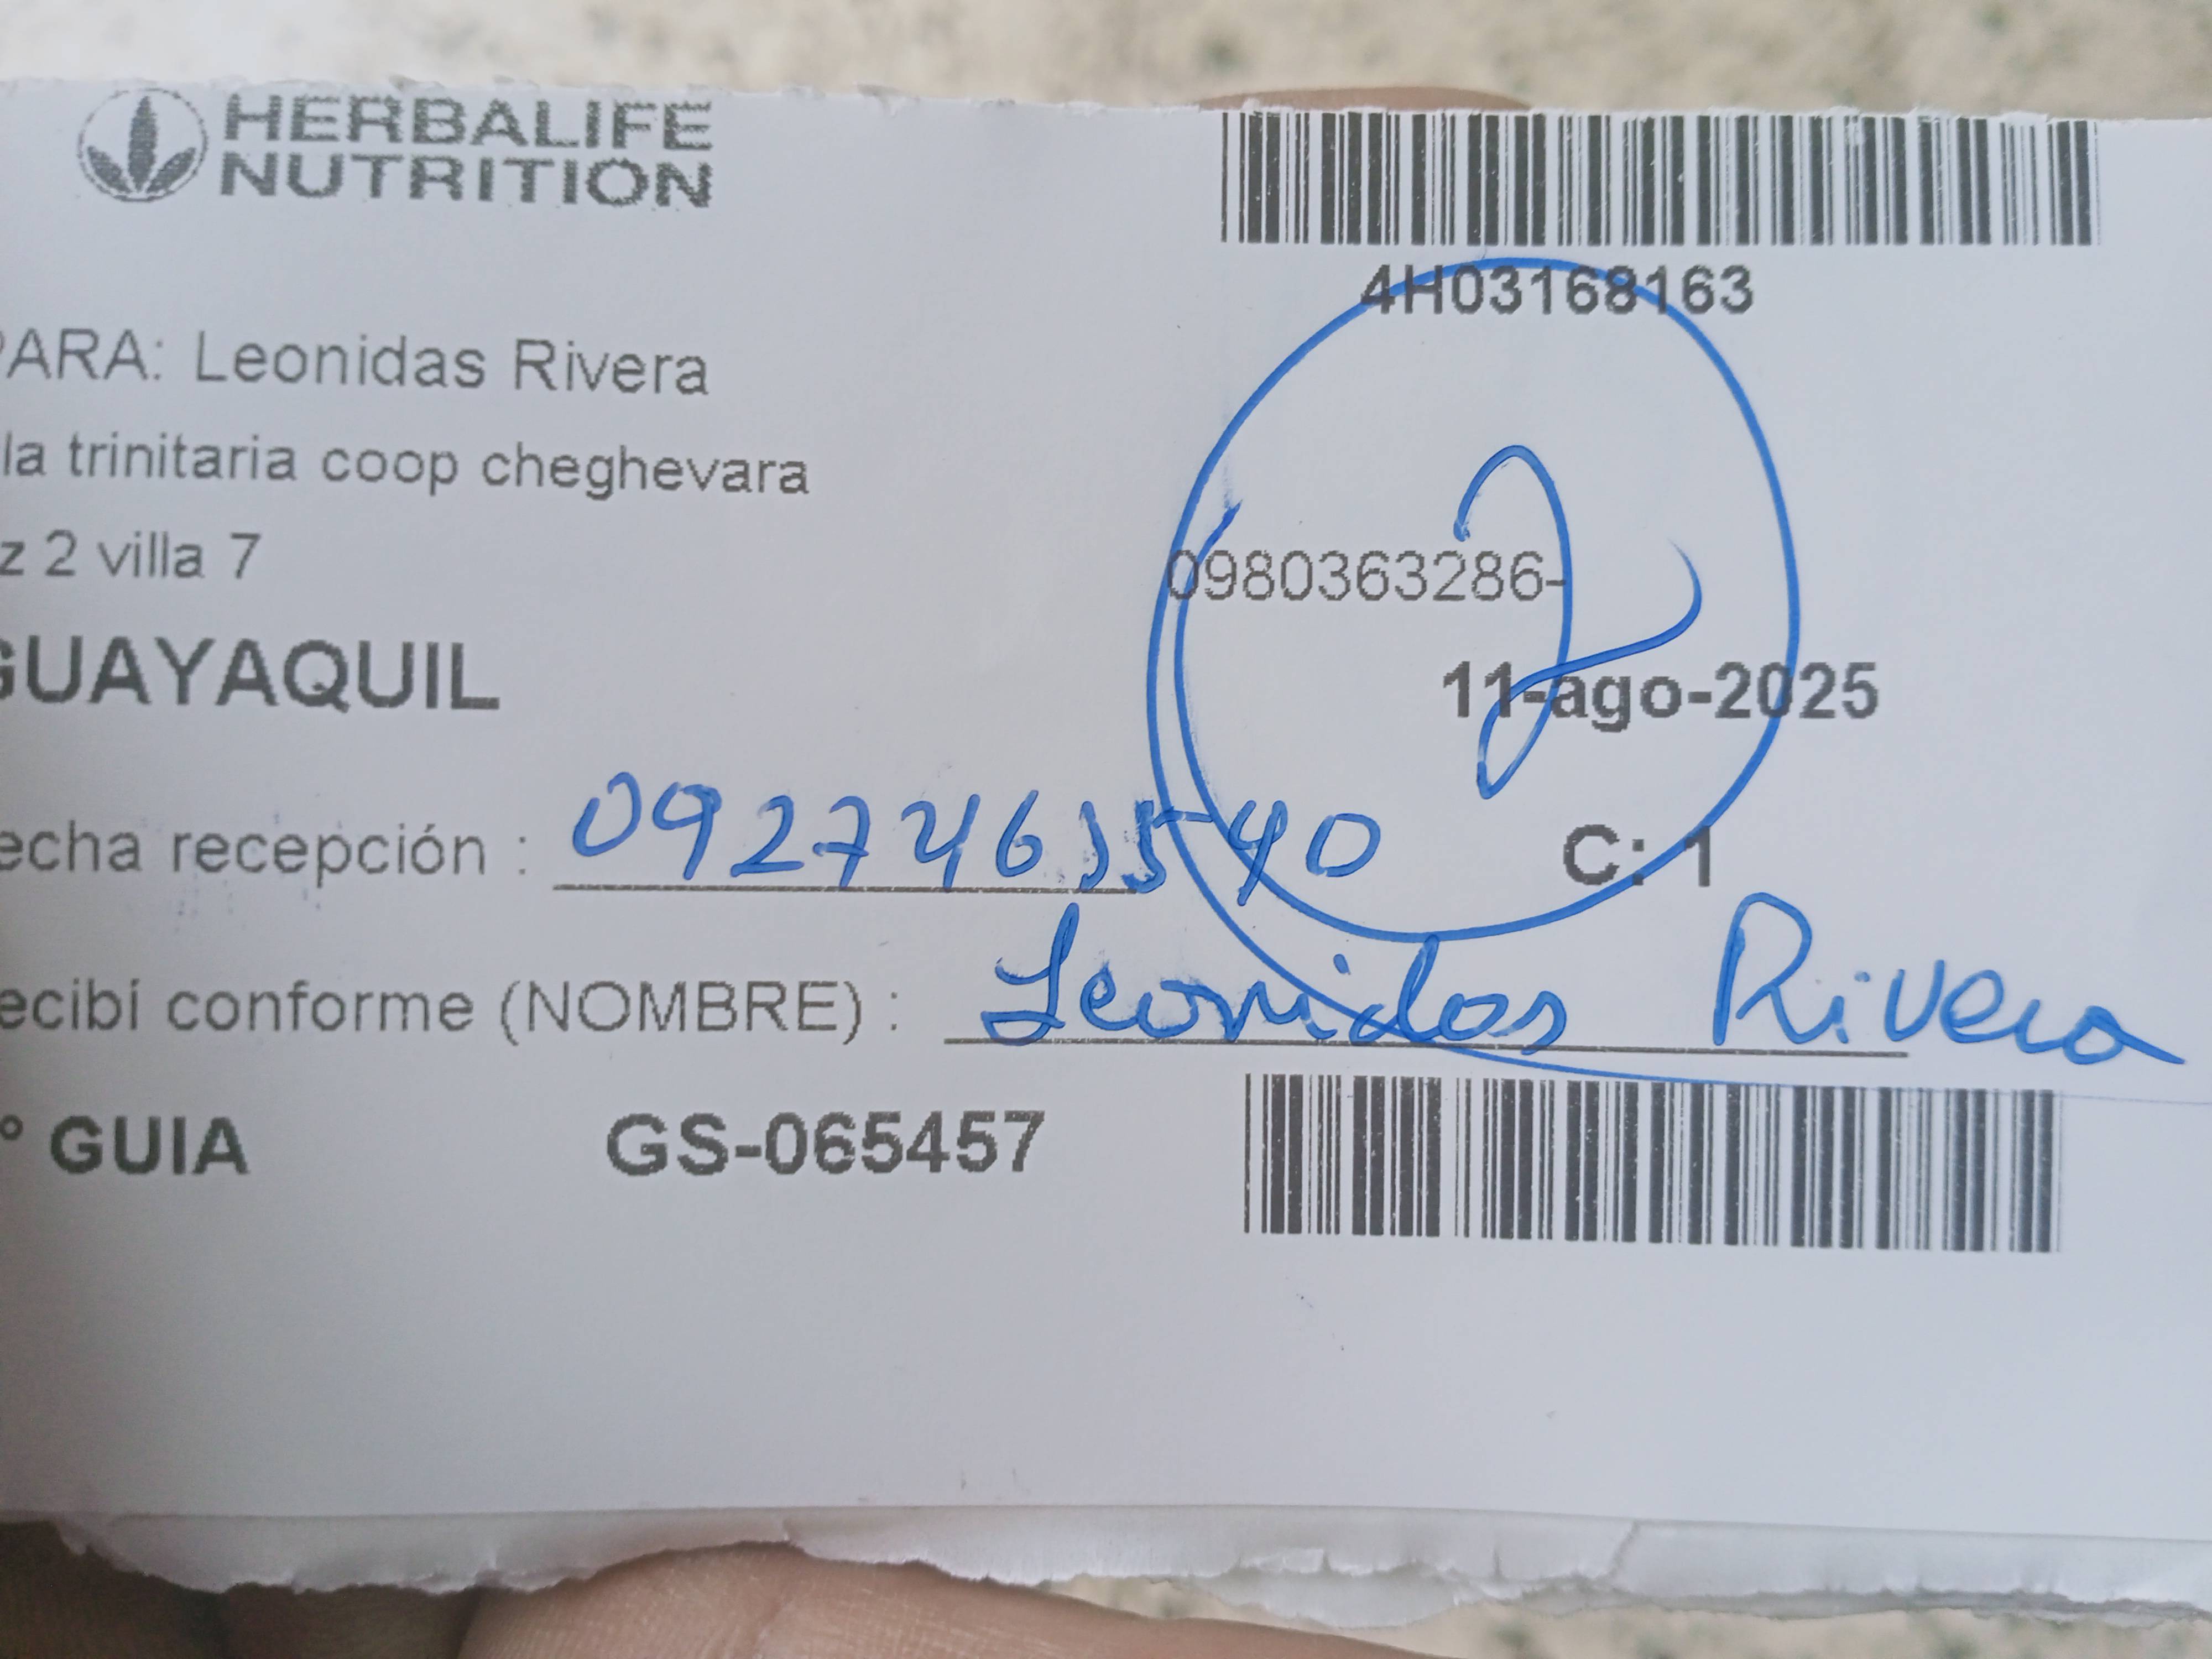 HERBALIFE
NUTRITION
4H03168163
PARA: Leonidas Rivera
la trinitaria coop cheghevara
z 2 villa 7
0980363286-
GUAYAQUIL
11-ago-2025
echa recepción :
C: 1
ecibí conforme (NOMBRE) : Leonidas Rivera
° GUIA GS-065457